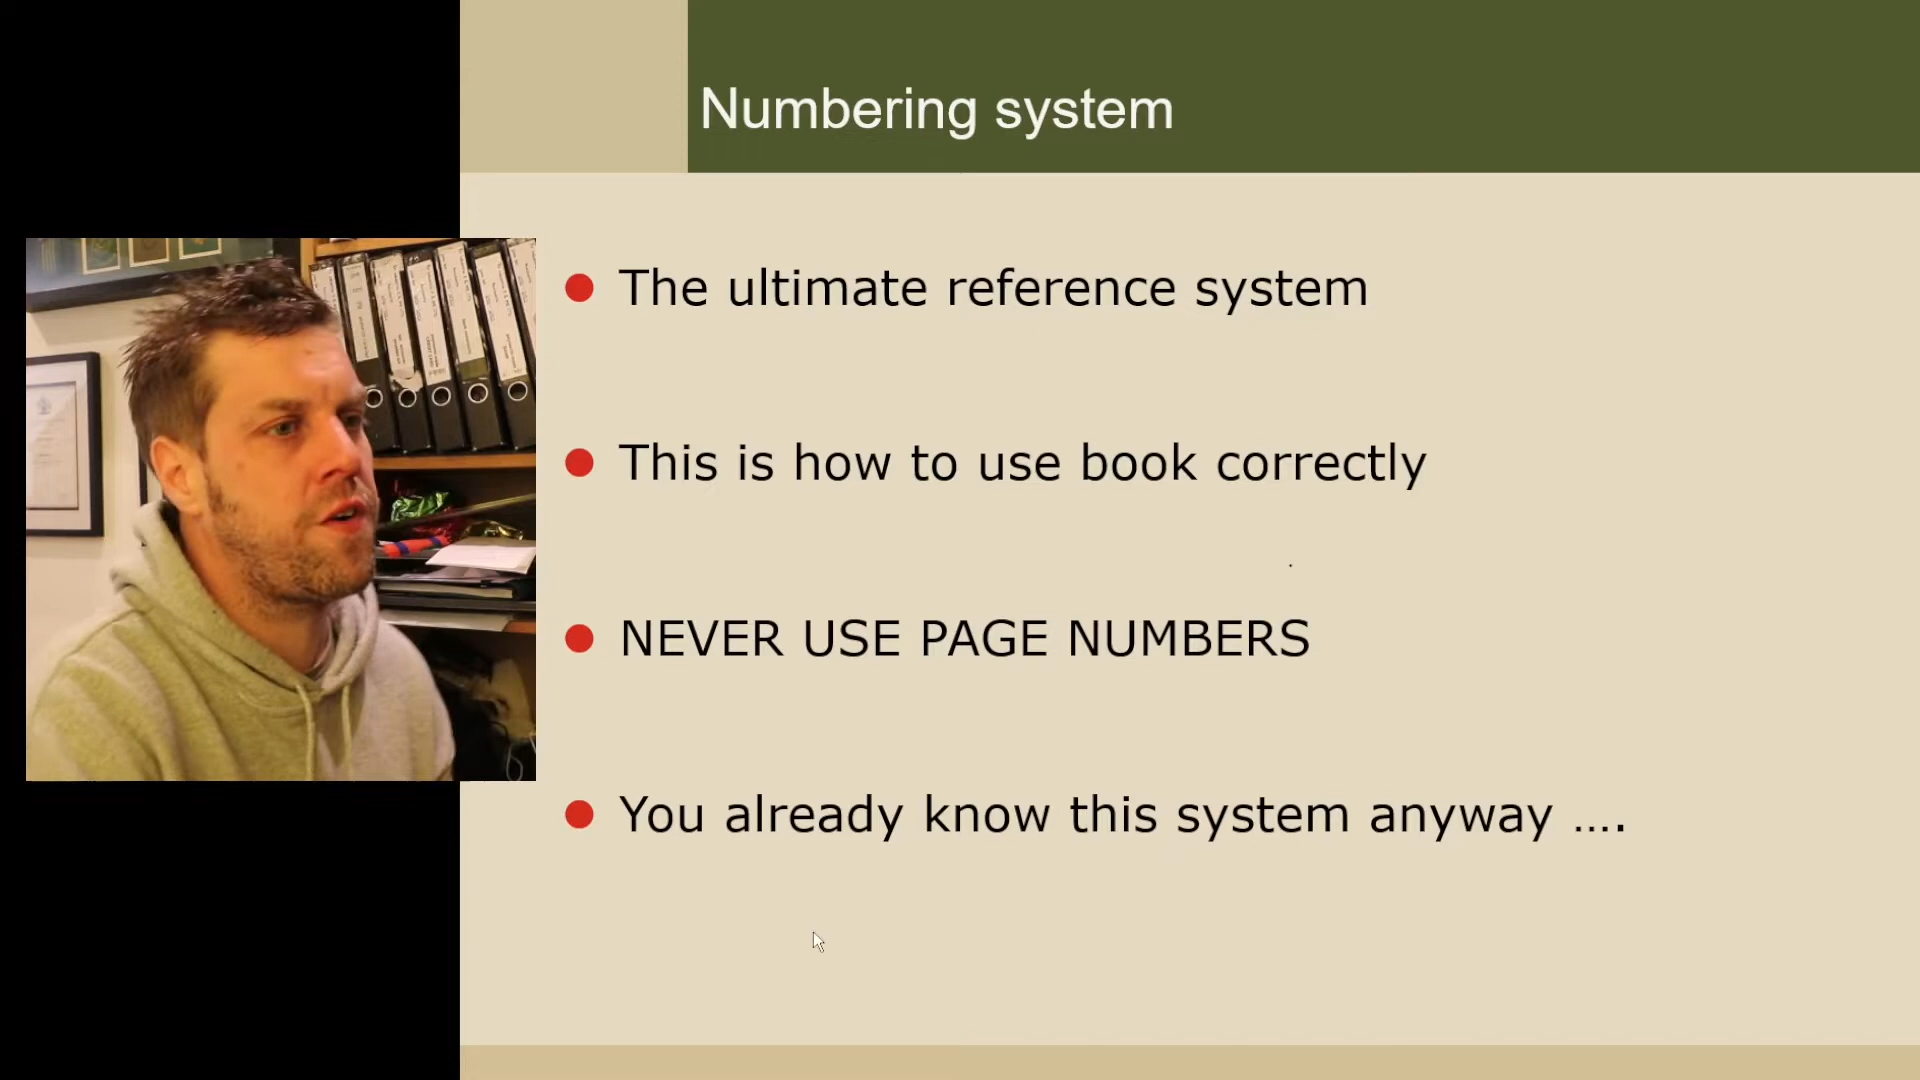 Numbering system
The ultimate reference system
This is how to use book correctly
NEVER USE PAGE NUMBERS
You already know this system anyway ....